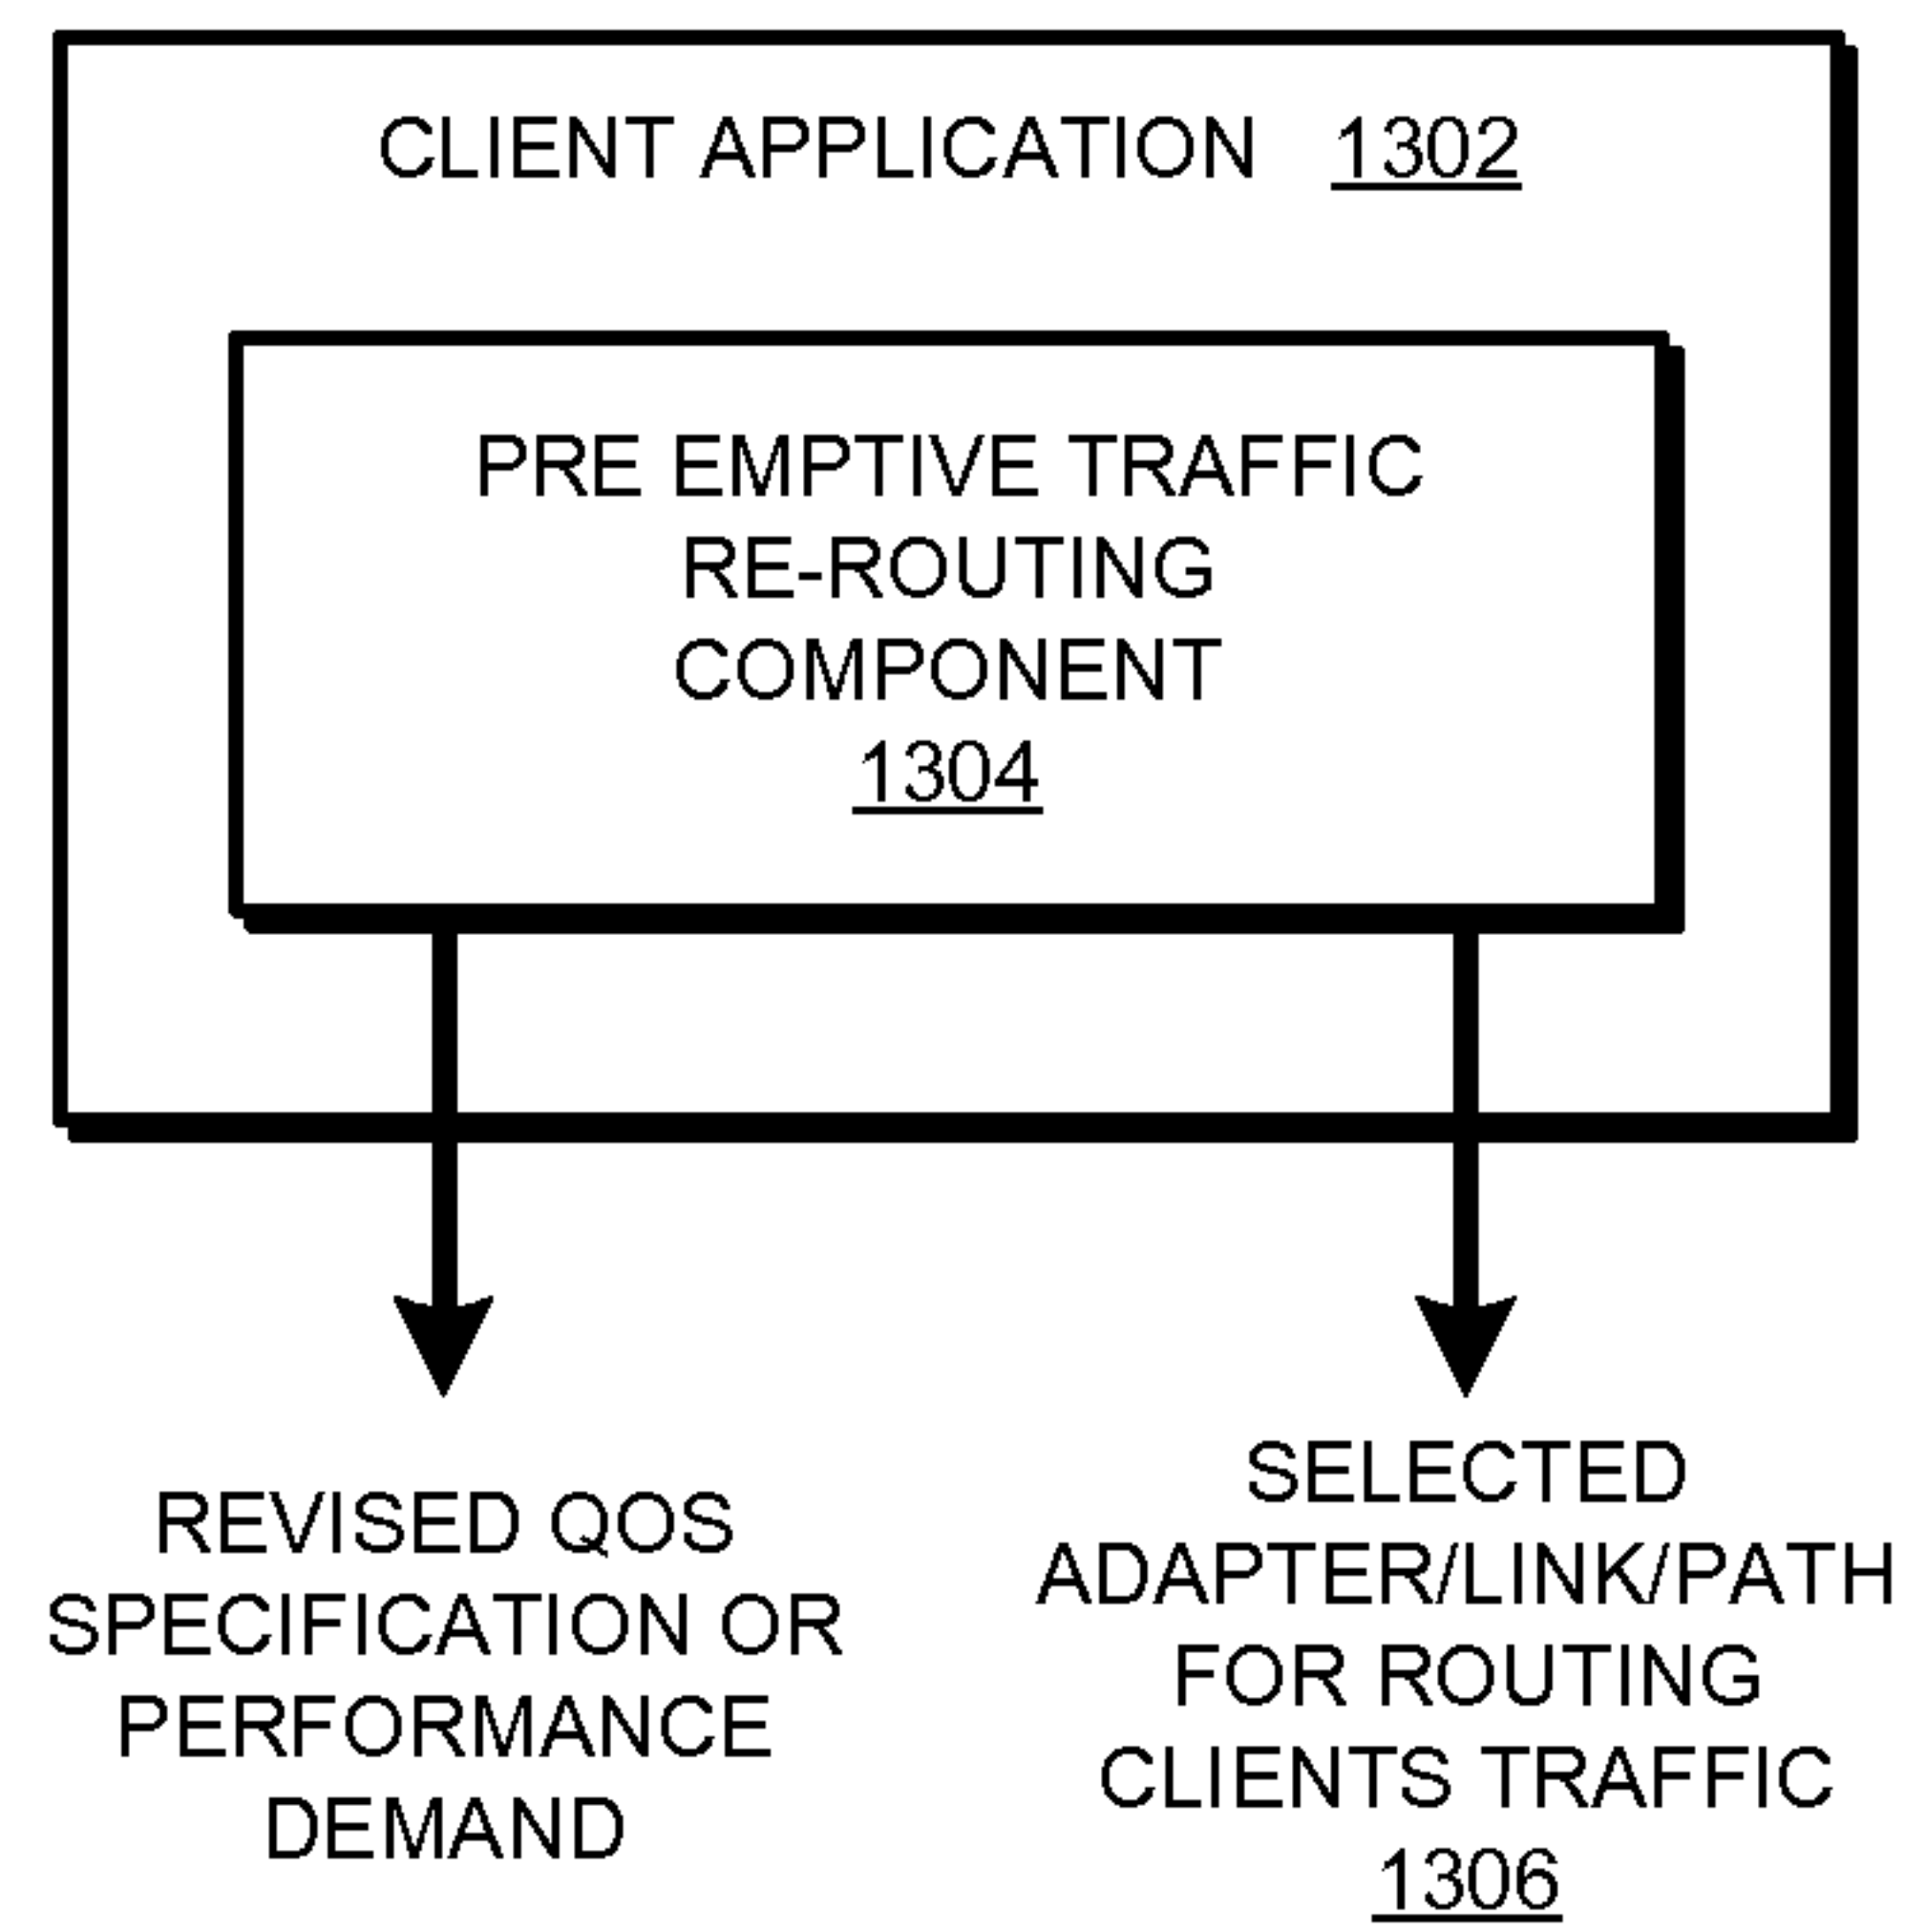 CLIENT APPLICATION 1302
PRE EMPTIVE TRAFFIC
RE-ROUTING
COMPONENT
1304
REVISED QOS
SPECIFICATION OR
PERFORMANCE
DEMAND
SELECTED
ADAPTER/LINK/PATH
FOR ROUTING
CLIENTS TRAFFIC
1306